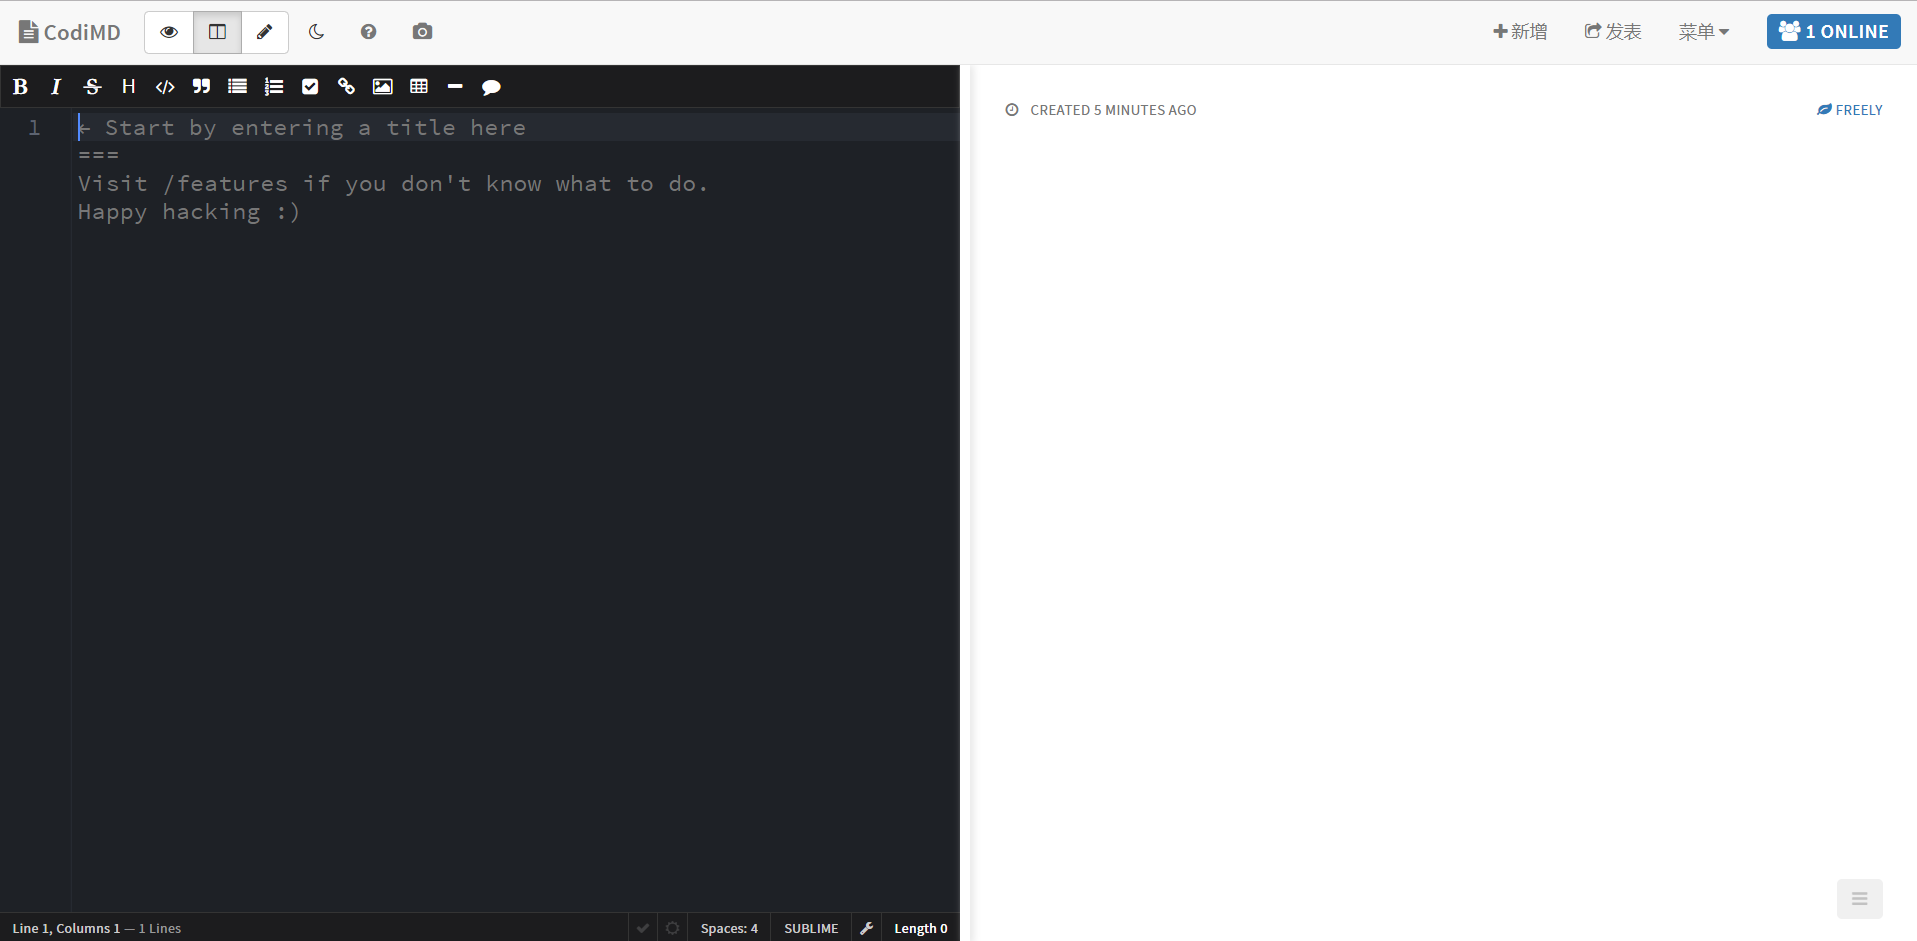 CodiMD
新增
发表
菜单
1 ONLINE
B I S H
1 ← Start by entering a title here
===
Visit /features if you don't know what to do.
Happy hacking :)
CREATED 5 MINUTES AGO
FREELY
Line 1, Columns 1 — 1 Lines
Spaces: 4
SUBLIME
Length 0